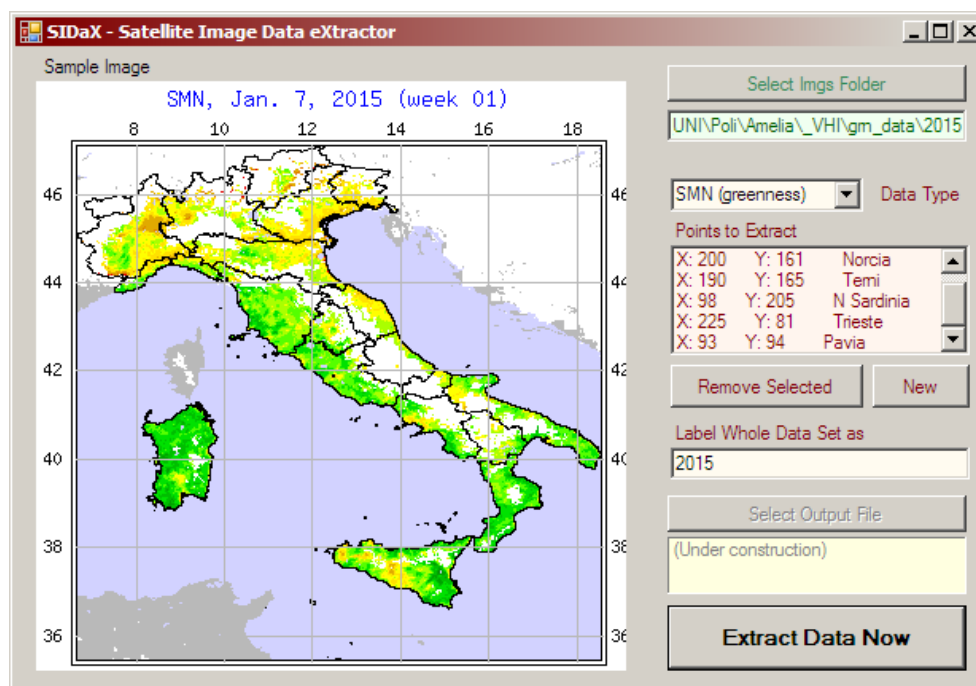 SIDaX - Satellite Image Data eXtractor
Sample Image
SMN, Jan. 7, 2015 (week 01)
8 10 12 14 16 18
46 46
44 44
42 42
40 40
38 38
36 36
Select Imgs Folder
UNI\Poli\Amelia\_VHI\gm_data\2015
SMN (greenness) Data Type
Points to Extract
X: 200 Y: 161 Norcia
X: 190 Y: 165 Terni
X: 98 Y: 205 N Sardinia
X: 225 Y: 81 Trieste
X: 93 Y: 94 Pavia
Remove Selected New
Label Whole Data Set as
2015
Select Output File
(Under construction)
Extract Data Now